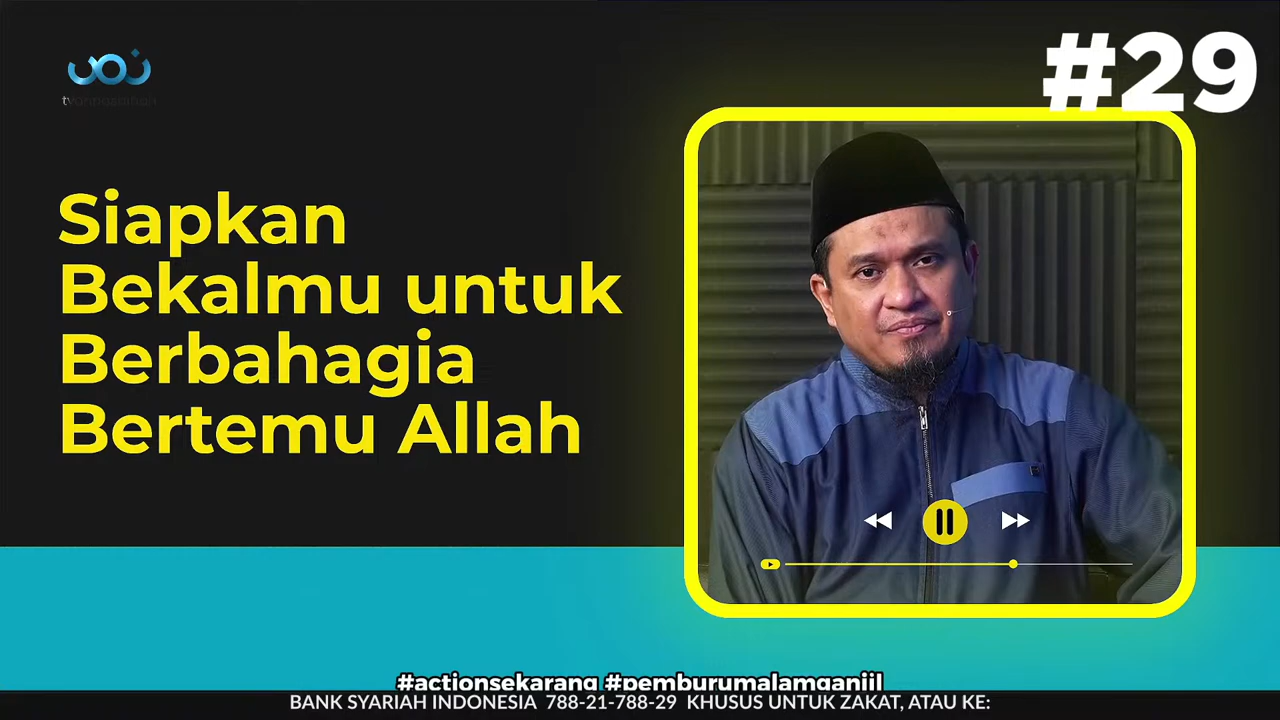 #29
Siapkan
Bekalmu untuk
Berbahagia
Bertemu Allah
#actionsekarang #pemburumalamganjil
BANK SYARIAH INDONESIA 788-21-788-29 KHUSUS UNTUK ZAKAT, ATAU KE: